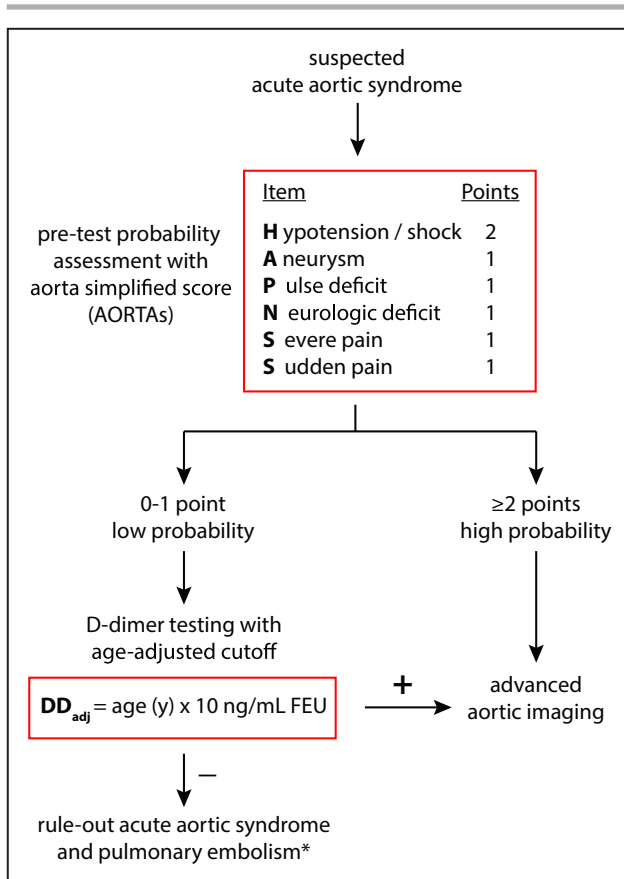 suspected
acute aortic syndrome
Item Points
H ypotension / shock 2
A neurysm 1
P ulse deficit 1
N eurologic deficit 1
S evere pain 1
S udden pain 1
pre-test probability
assessment with
aorta simplified score
(AORTAs)
0-1 point
low probability
≥2 points
high probability
D-dimer testing with
age-adjusted cutoff
DDadj = age (y) x 10 ng/mL FEU
+
advanced
aortic imaging
–
rule-out acute aortic syndrome
and pulmonary embolism*